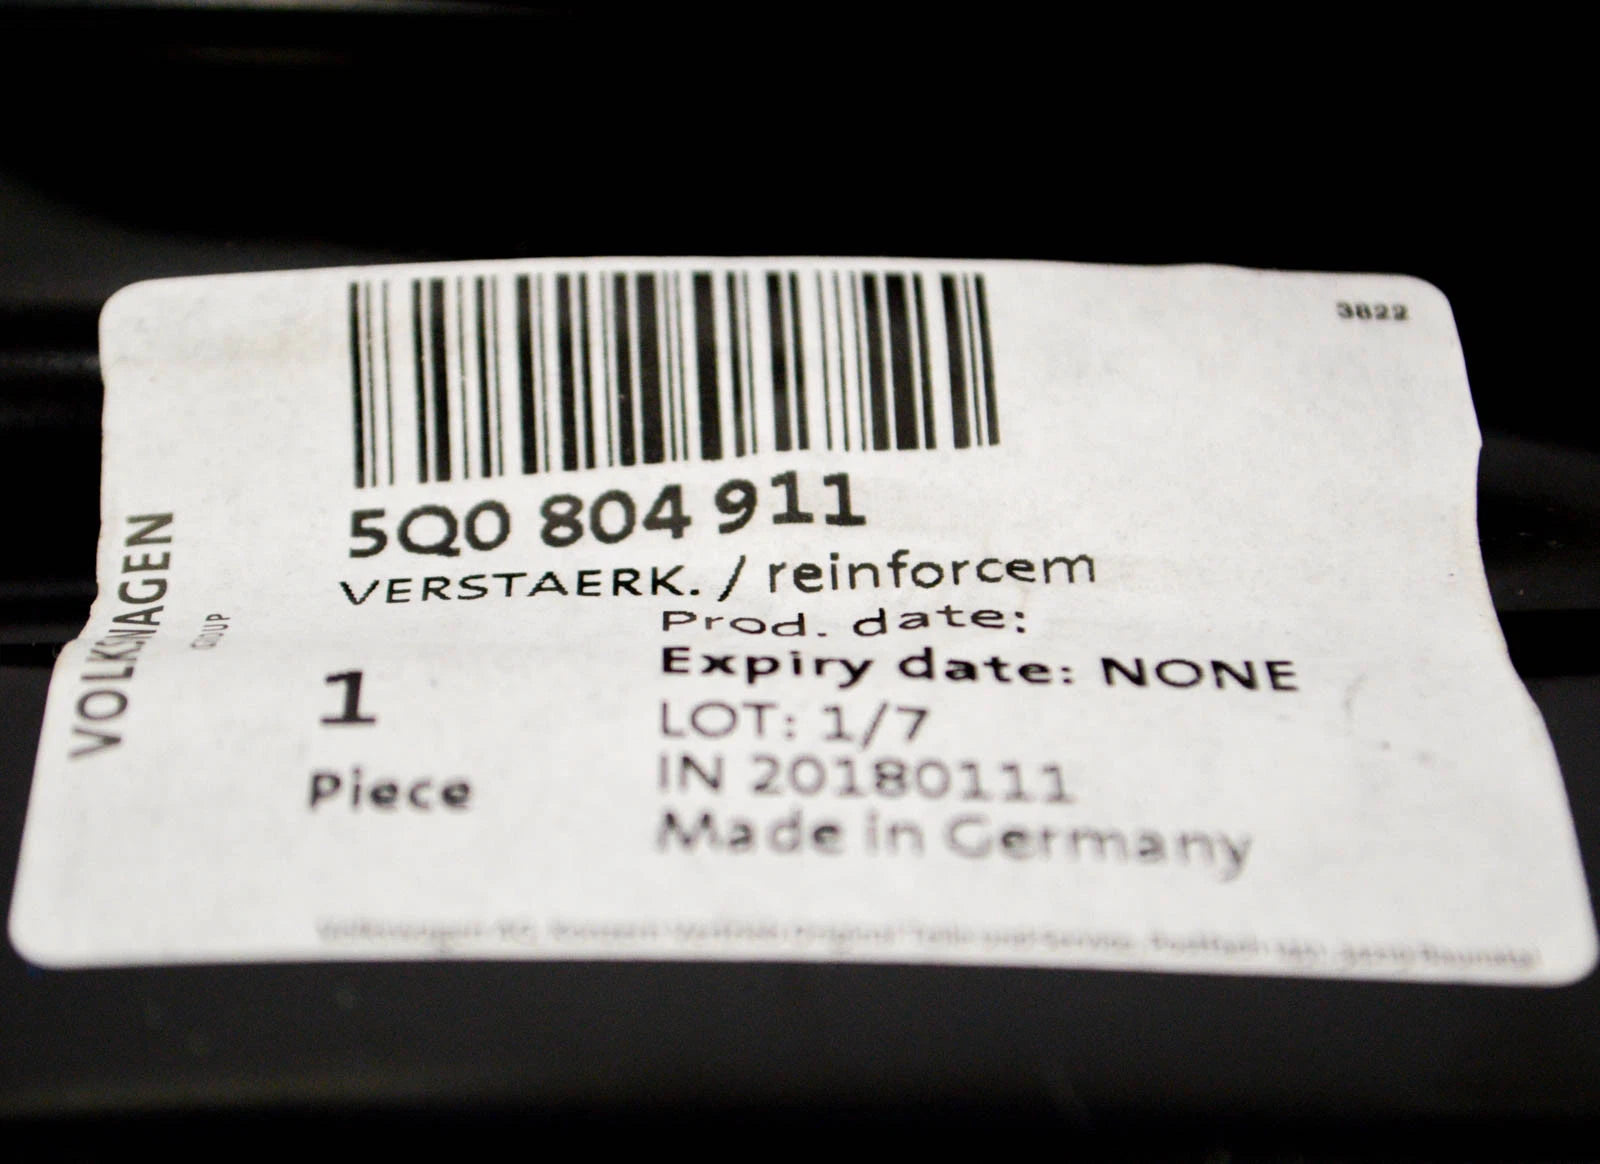 3822
5Q0 804 911
VERSTAERK. / reinforcem
Prod. date:
Expiry date: NONE
1
Piece
LOT: 1/7
IN 20180111
Made in Germany
VOLKSWAGEN
GROUP